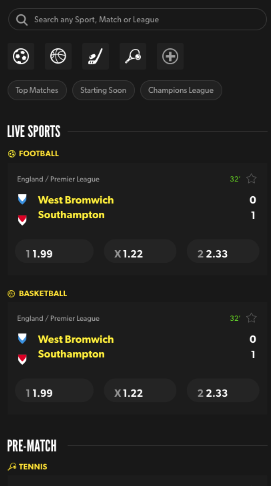 Search any Sport, Match or League
Top Matches Starting Soon Champions League
LIVE SPORTS
FOOTBALL
England / Premier League 32'
West Bromwich 0
Southampton 1
1 1.99 X 1.22 2 2.33
BASKETBALL
England / Premier League 32'
West Bromwich 0
Southampton 1
1 1.99 X 1.22 2 2.33
PRE-MATCH
TENNIS